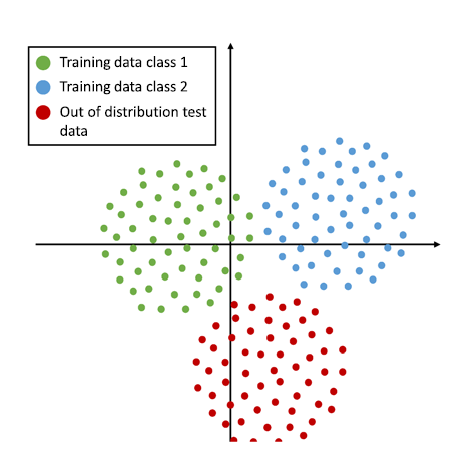 Training data class 1
Training data class 2
Out of distribution test
data